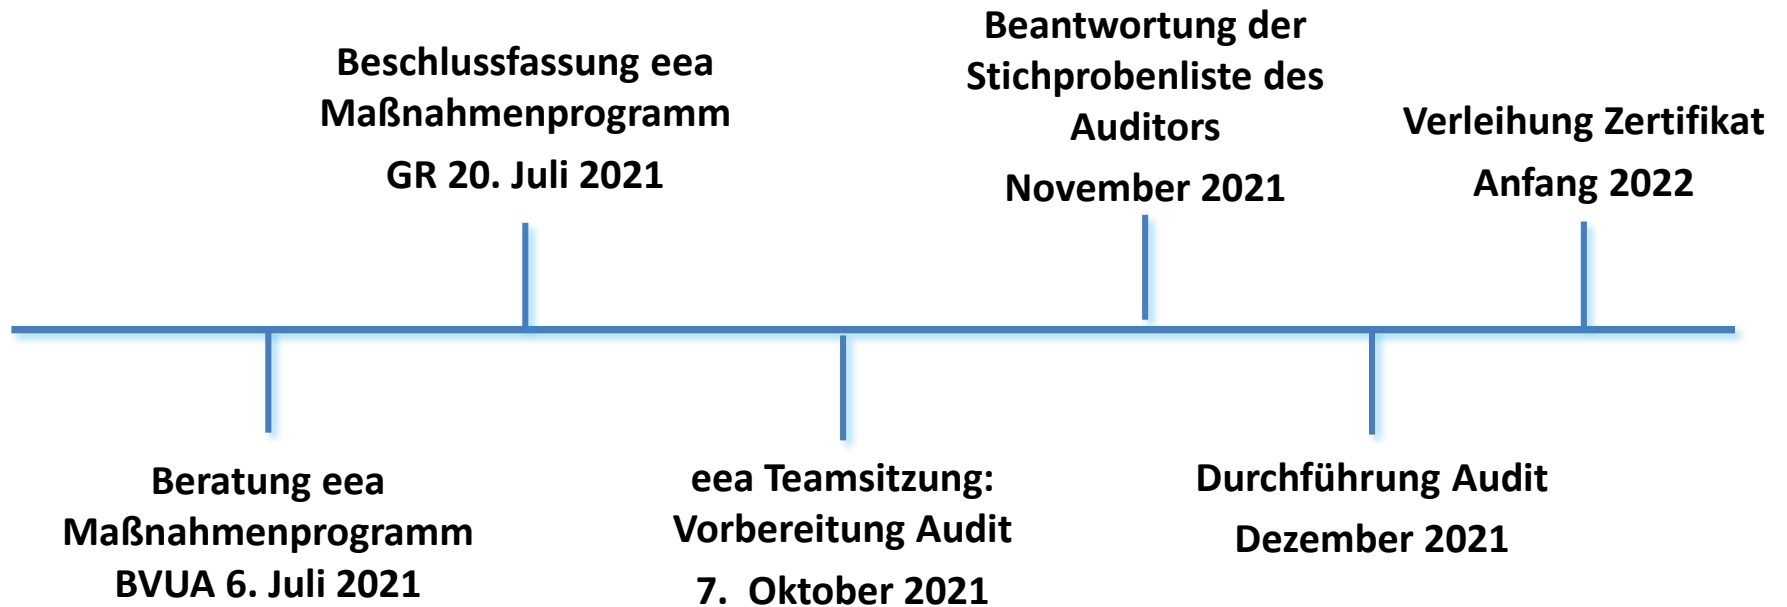 Beschlussfassung eea
Maßnahmenprogramm
GR 20. Juli 2021
Beantwortung der
Stichprobenliste des
Auditors
November 2021
Verleihung Zertifikat
Anfang 2022
Beratung eea
Maßnahmenprogramm
BVUA 6. Juli 2021
eea Teamsitzung:
Vorbereitung Audit
7. Oktober 2021
Durchführung Audit
Dezember 2021